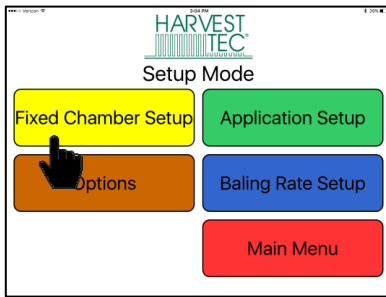 Verizon 3:04 PM 30%
HARVEST
TEC
Setup Mode
Fixed Chamber Setup Application Setup
Options Baling Rate Setup
Main Menu